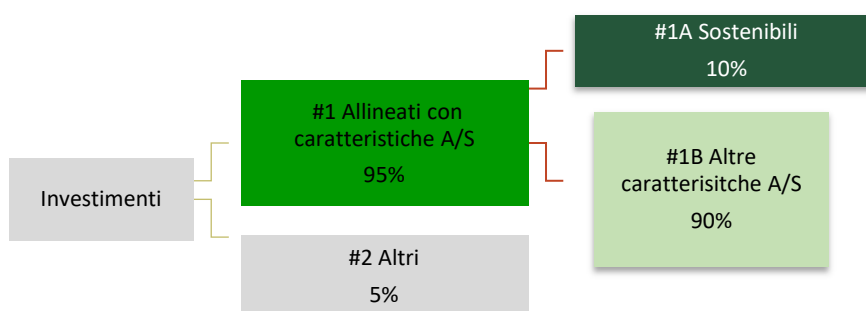 Investimenti
#1 Allineati con
caratteristiche A/S
95%
#2 Altri
5%
#1A Sostenibili
10%
#1B Altre
caratterisitche A/S
90%